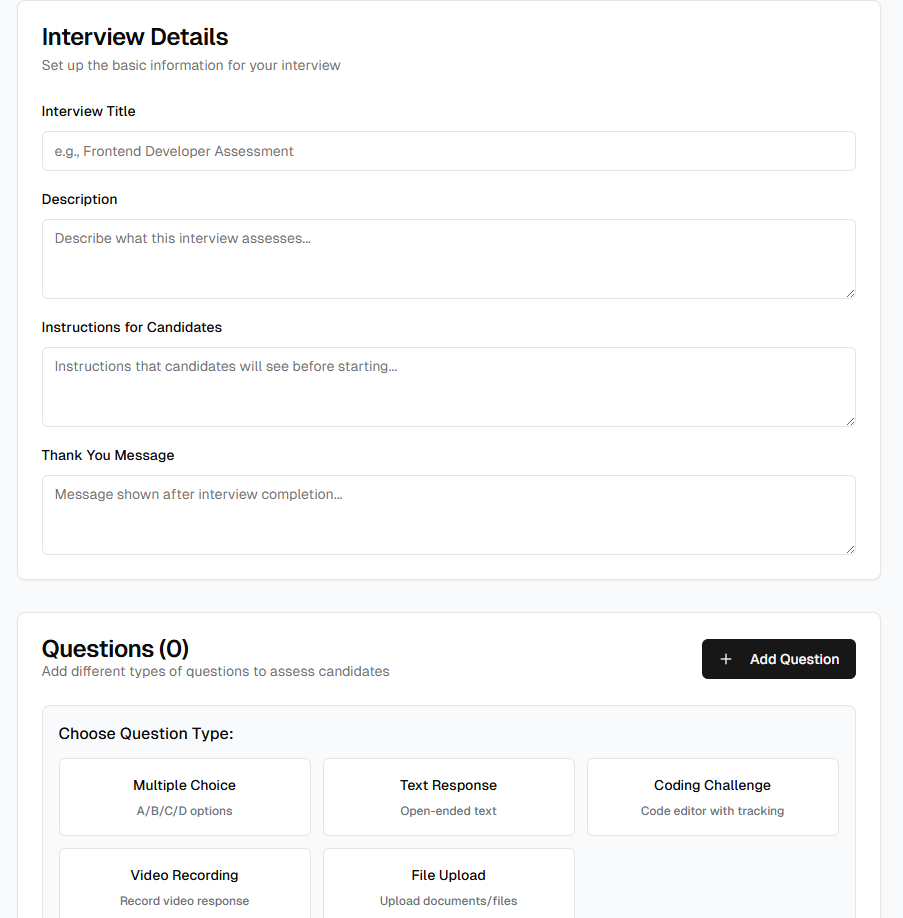 Interview Details
Set up the basic information for your interview
Interview Title
e.g., Frontend Developer Assessment
Description
Describe what this interview assesses...
Instructions for Candidates
Instructions that candidates will see before starting...
Thank You Message
Message shown after interview completion...
Questions (0)
Add different types of questions to assess candidates
+ Add Question
Choose Question Type:
Multiple Choice
A/B/C/D options
Text Response
Open-ended text
Coding Challenge
Code editor with tracking
Video Recording
Record video response
File Upload
Upload documents/files